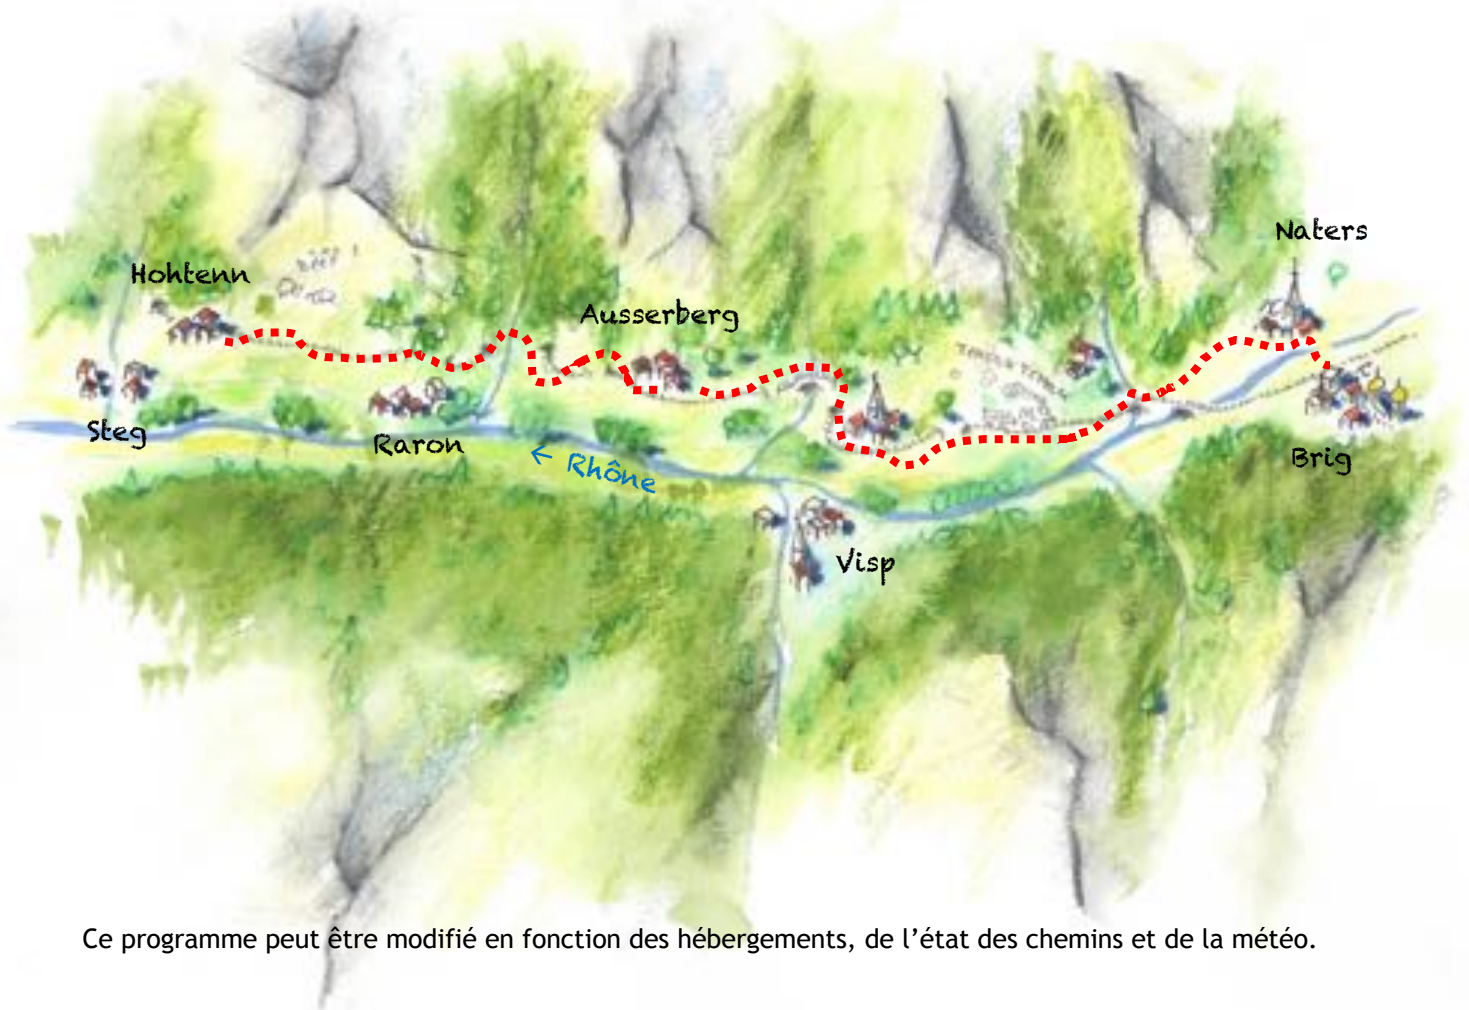 Naters
Hohtenn
Ausserberg
Steg
Raron
← Rhône
Brig
Visp
Ce programme peut être modifié en fonction des hébergements, de l’état des chemins et de la météo.